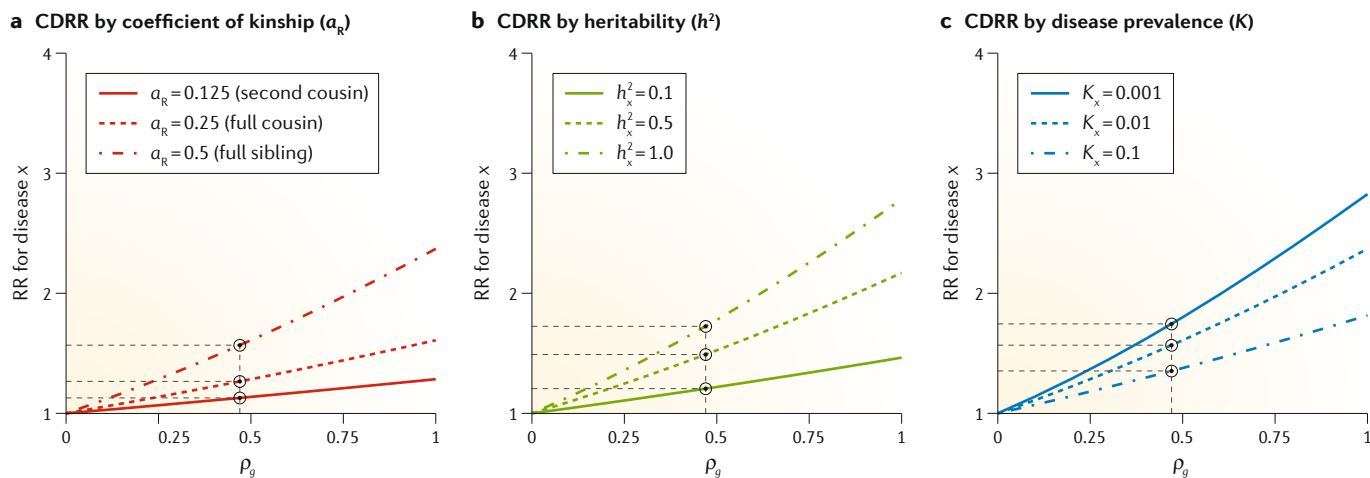 a CDRR by coefficient of kinship (aR)
4
3
2
1
RR for disease x
aR = 0.125 (second cousin)
aR = 0.25 (full cousin)
aR = 0.5 (full sibling)
0 0.25 0.5 0.75 1
ρg
b CDRR by heritability (h²)
4
3
2
1
RR for disease x
h²x = 0.1
h²x = 0.5
h²x = 1.0
0 0.25 0.5 0.75 1
ρg
c CDRR by disease prevalence (K)
4
3
2
1
RR for disease x
Kx = 0.001
Kx = 0.01
Kx = 0.1
0 0.25 0.5 0.75 1
ρg